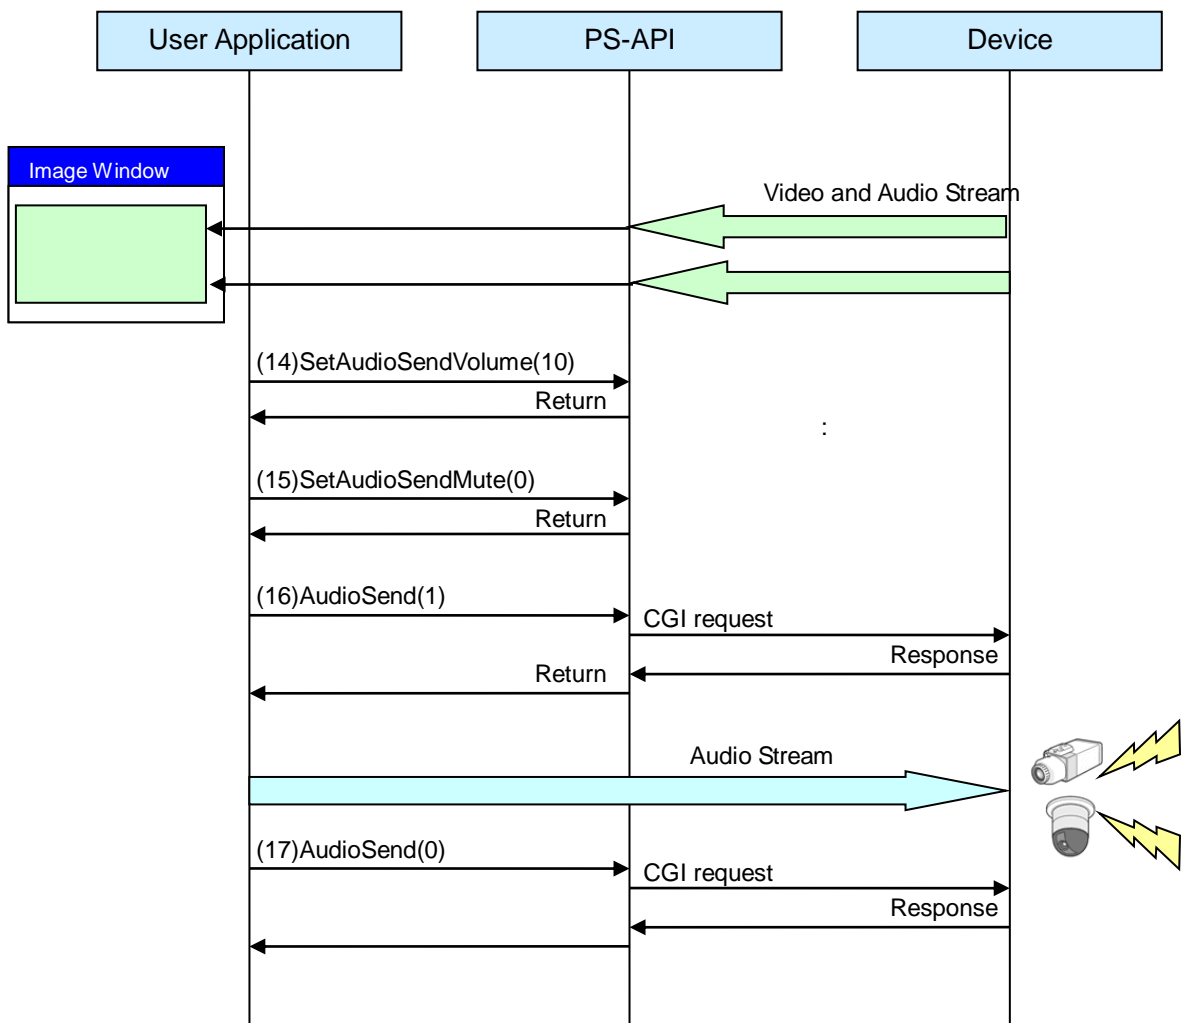 User Application
PS-API
Device
Image Window
Video and Audio Stream
(14)SetAudioSendVolume(10)
Return
:
(15)SetAudioSendMute(0)
Return
(16)AudioSend(1)
CGI request
Response
Return
Audio Stream
(17)AudioSend(0)
CGI request
Response